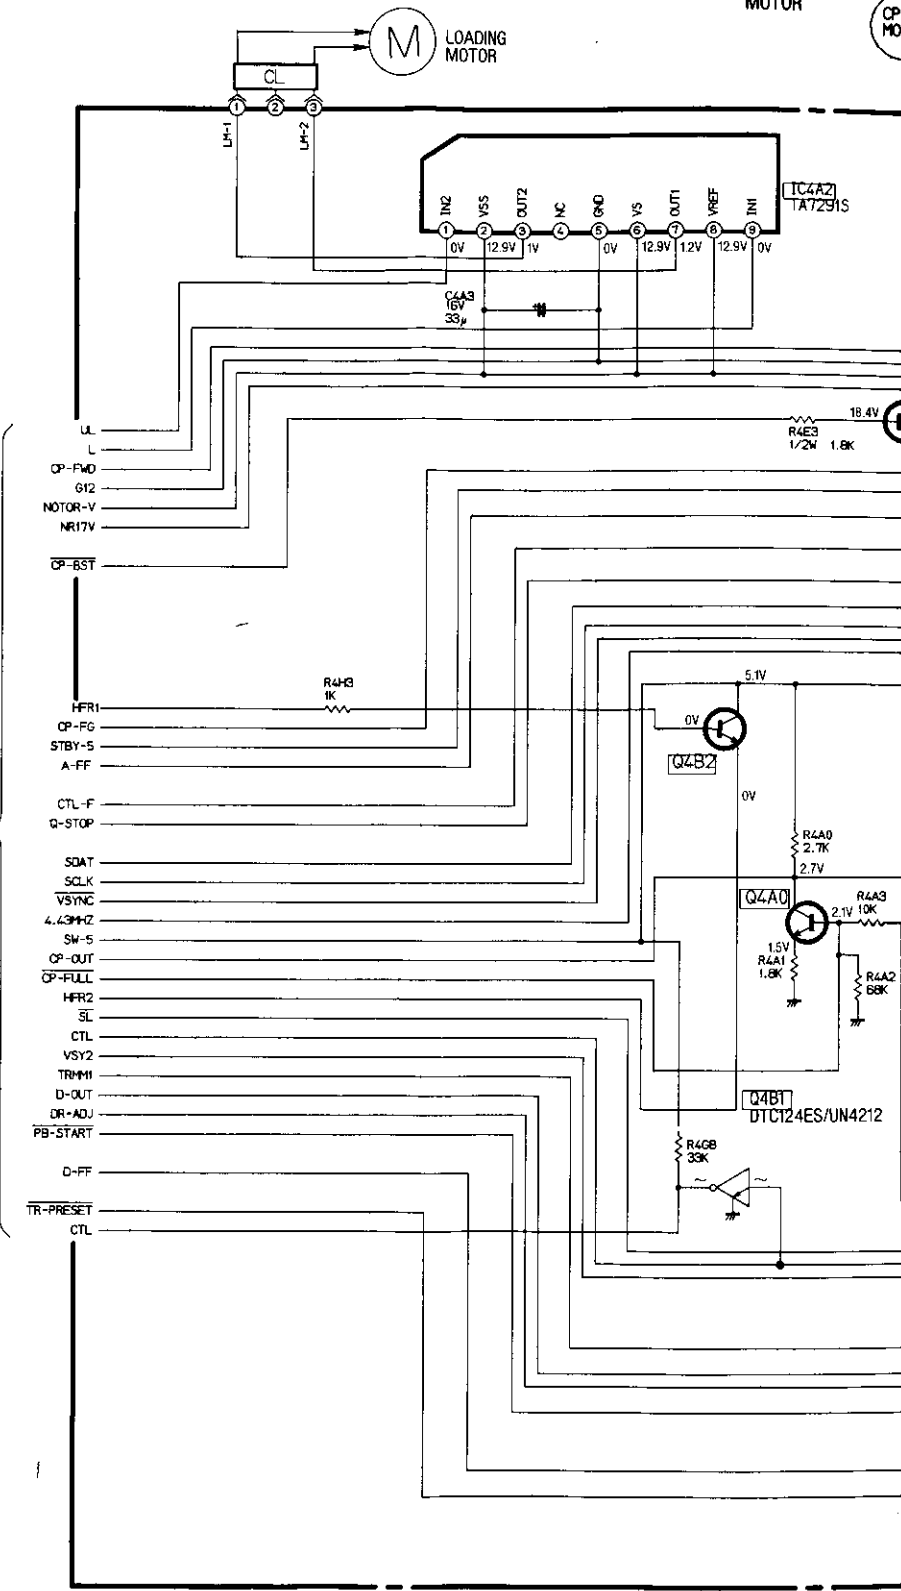 MOTOR
CP
MO
M
LOADING
MOTOR
CL
1 2 3
LM-1
LM-2
IC4A2
TA7291S
IN2 VSS OUT2 NC GND VS OUT1 VREF IN1
1 2 3 4 5 6 7 8 9
0V 12.9V 1V 0V 12.9V 1.2V 12.9V 0V
C4A3
16V
33μ
UL
L
CP-FWD
G12
NOTOR-V
NR17V
CP-BST
18.4V
R4E3
1/2W 1.8K
R4H3
1K
HFR1
CP-FG
STBY-5
A-FF
5.1V
0V
Q4B2
0V
CTL-F
Q-STOP
R4A0
2.7K
2.7V
SDAT
SCLK
VSYNC
4.43MHZ
SW-5
CP-OUT
CP-FULL
HFR2
SL
CTL
VSY2
TRMM1
D-OUT
DR-ADJ
PB-START
D-FF
TR-PRESET
CTL
Q4A0
2.1V
R4A3
10K
1.5V
R4A1
1.8K
R4A2
68K
Q4B1
DTC124ES/UN4212
R4G8
33K
~ ~